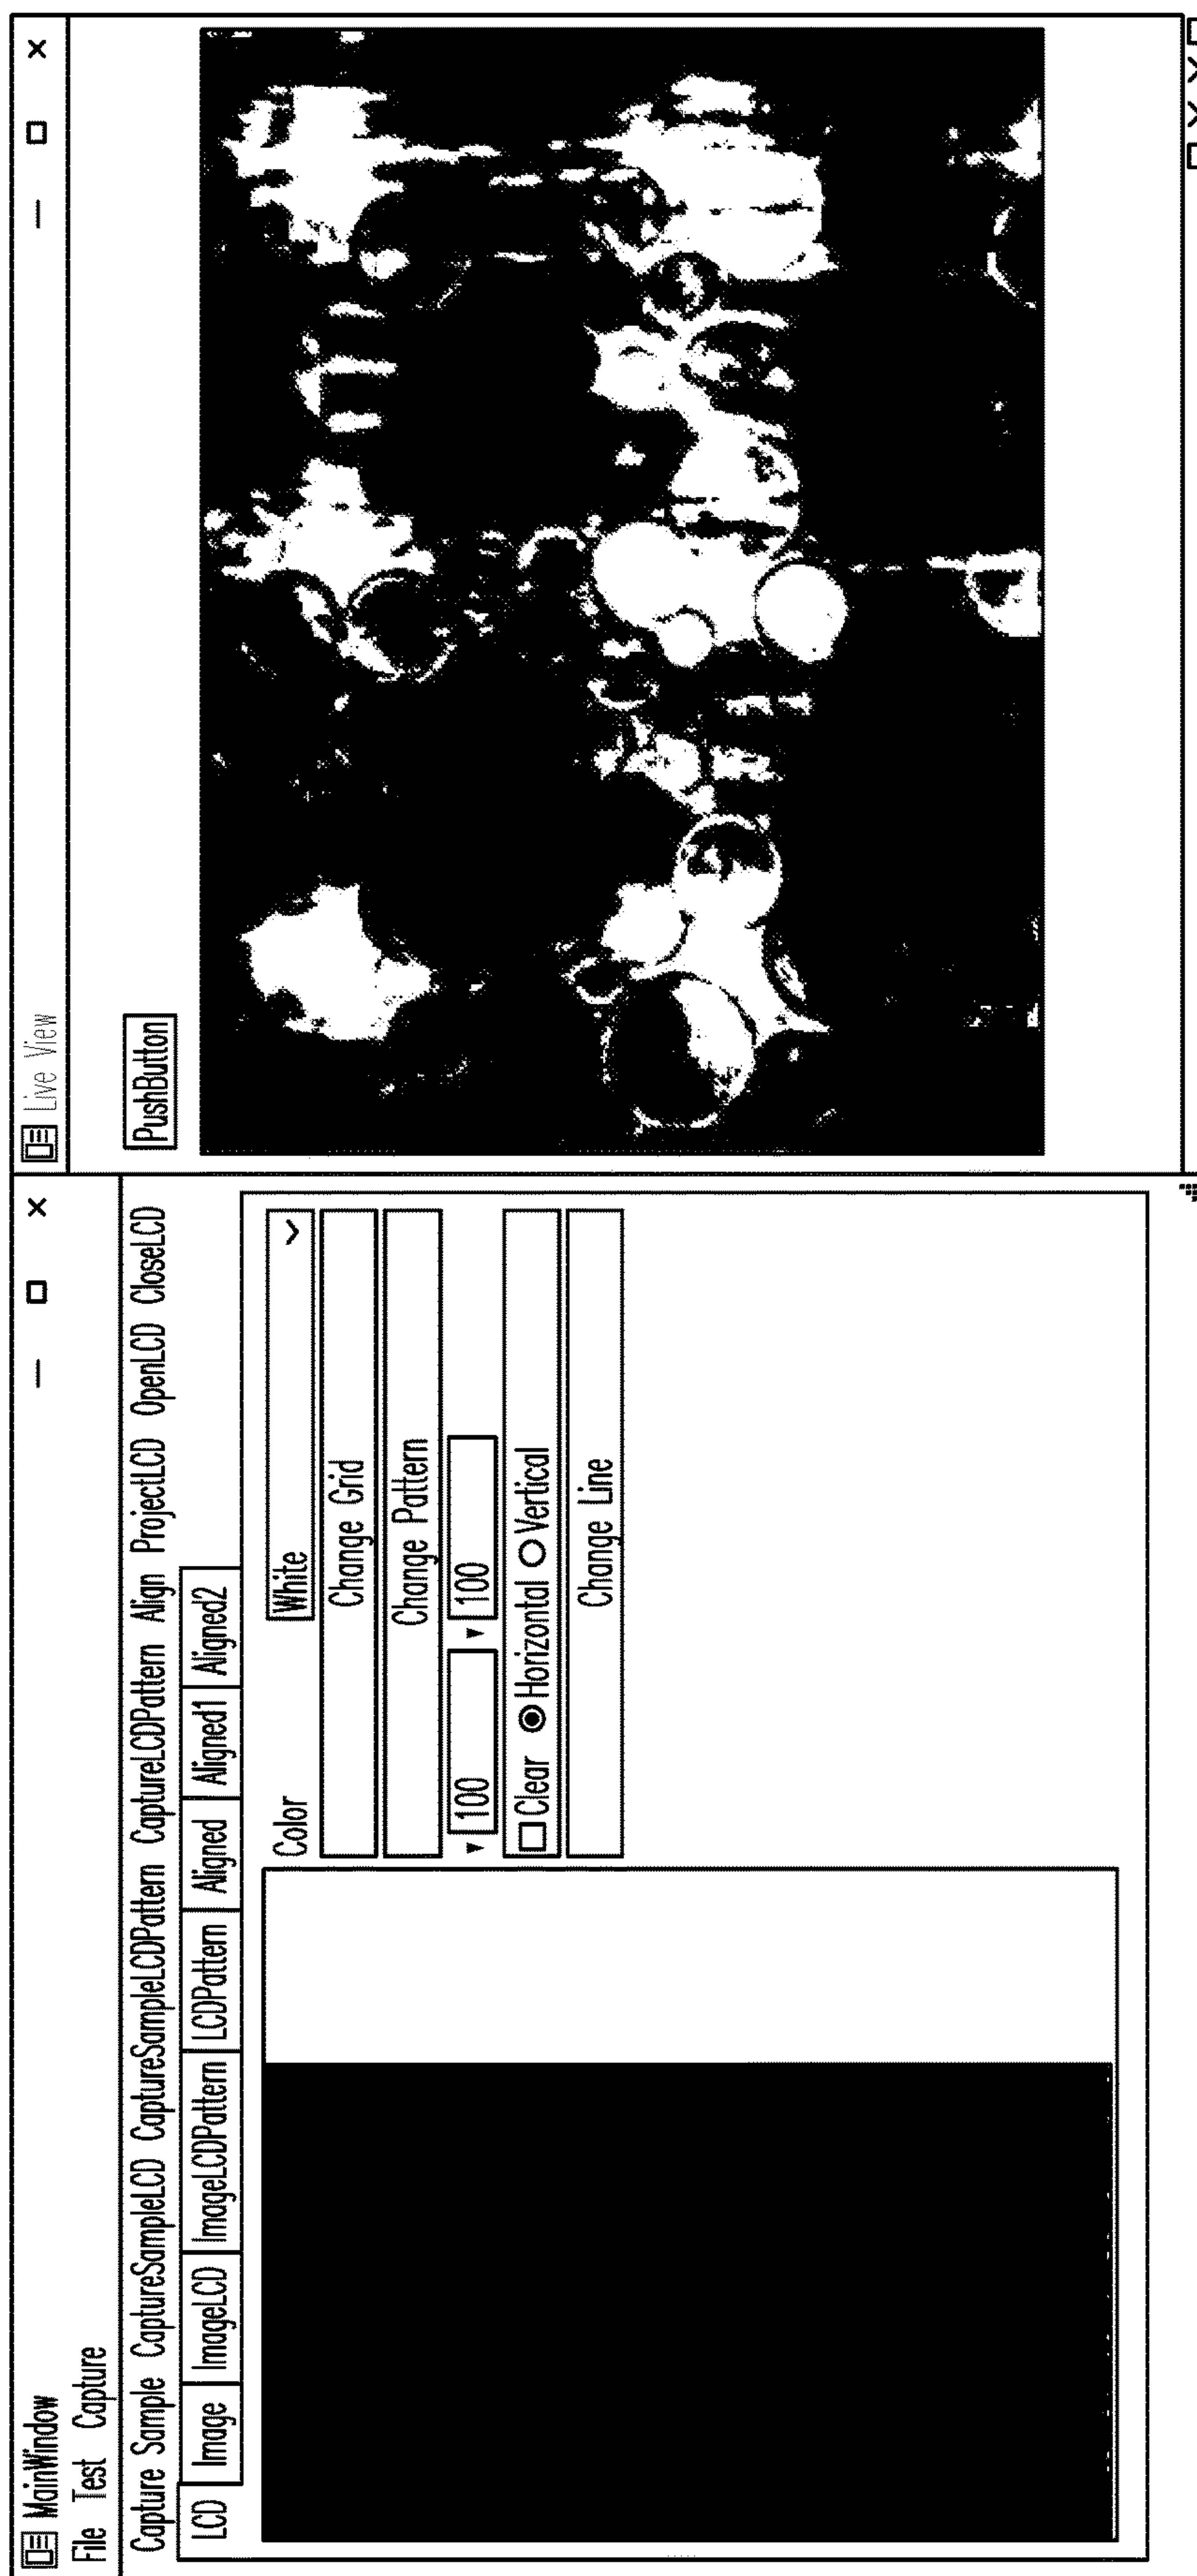 MainWindow
File Test Capture
Capture Sample CaptureSampleLCD CaptureSampleLCDPattern CaptureLCDPattern Align ProjectLCD OpenLCD CloseLCD
LCD Image ImageLCD ImageLCDPattern LCDPattern Aligned Aligned1 Aligned2
Color White
Change Grid
Change Pattern
100 100
Clear Horizontal Vertical
Change Line
Live View
PushButton